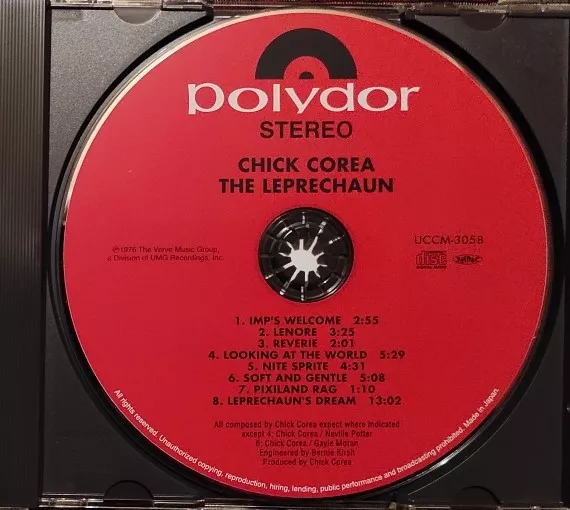 polydor
STEREO
CHICK COREA
THE LEPRECHAUN
℗1976 The Verve Music Group,
a Division of UMG Recordings, Inc.
UCCM-3058
COMPACT disc DIGITAL AUDIO
1. IMP'S WELCOME 2:55
2. LENORE 3:25
3. REVERIE 2:01
4. LOOKING AT THE WORLD 5:29
5. NITE SPRITE 4:31
6. SOFT AND GENTLE 5:08
7. PIXILAND RAG 1:10
8. LEPRECHAUN'S DREAM 13:02
All composed by Chick Corea expect where indicated
except 4; Chick Corea / Neville Potter
6; Chick Corea / Gayle Moran
Engineered by Bernie Kirsh
Produced by Chick Corea
All rights reserved. Unauthorized copying, reproduction, hiring, lending, public performance and broadcasting prohibited. Made in Japan.